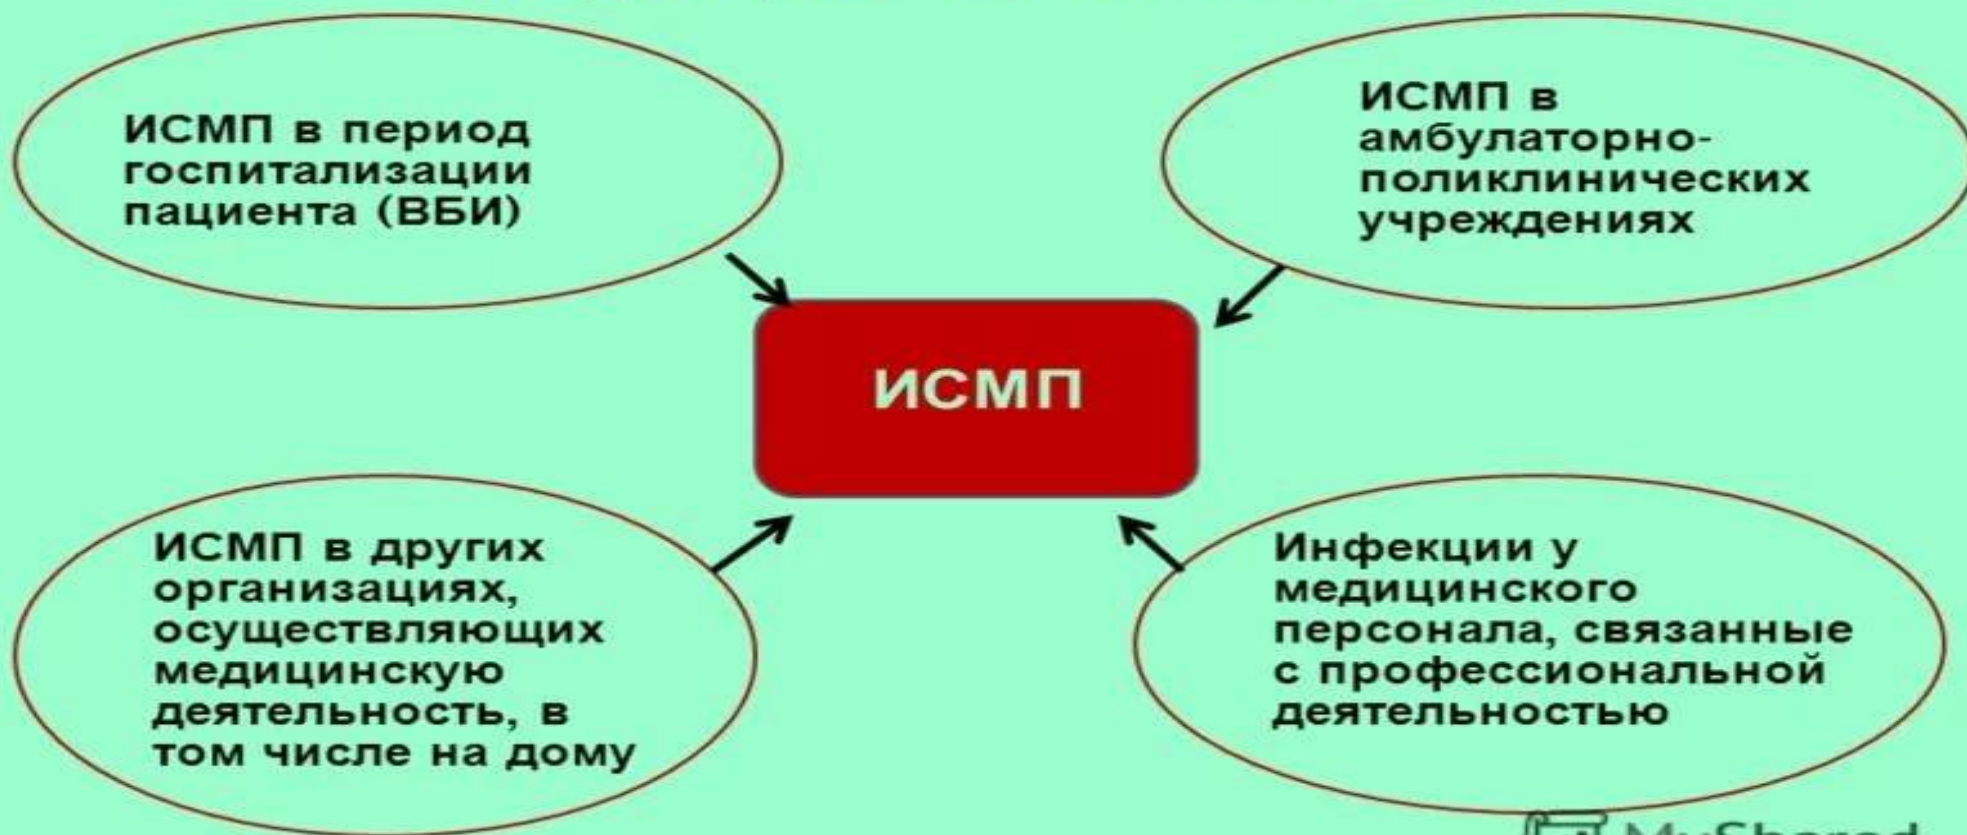 ИСМП в период
госпитализации
пациента (ВБИ)
ИСМП в
амбулаторно-
поликлинических
учреждениях
ИСМП
ИСМП в других
организациях,
осуществляющих
медицинскую
деятельность, в
том числе на дому
Инфекции у
медицинского
персонала, связанные
с профессиональной
деятельностью
MyShared